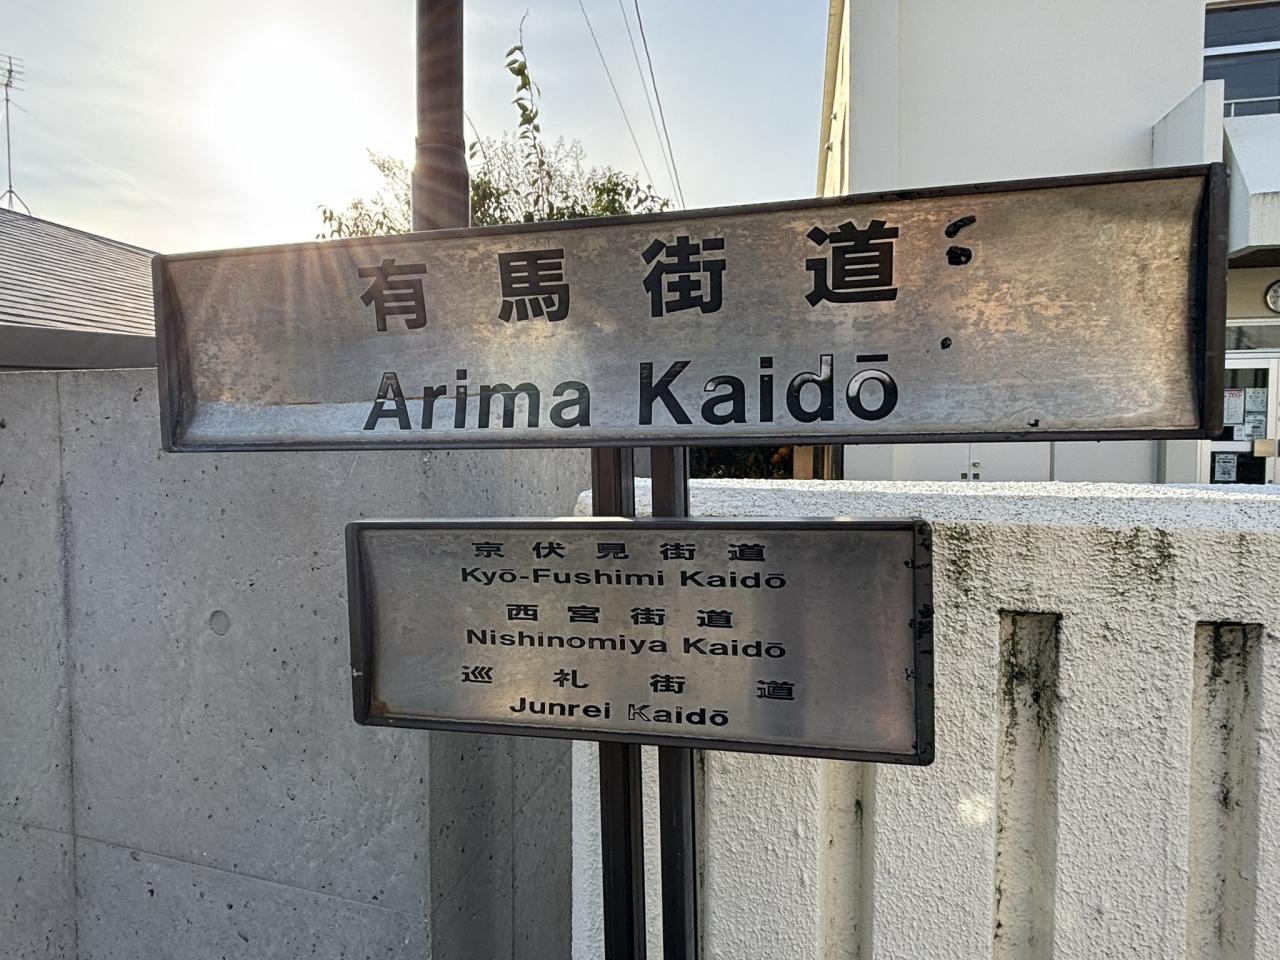 有馬街道
Arima Kaidō
京伏見街道
Kyō-Fushimi Kaidō
西宮街道
Nishinomiya Kaidō
巡礼街道
Junrei Kaidō